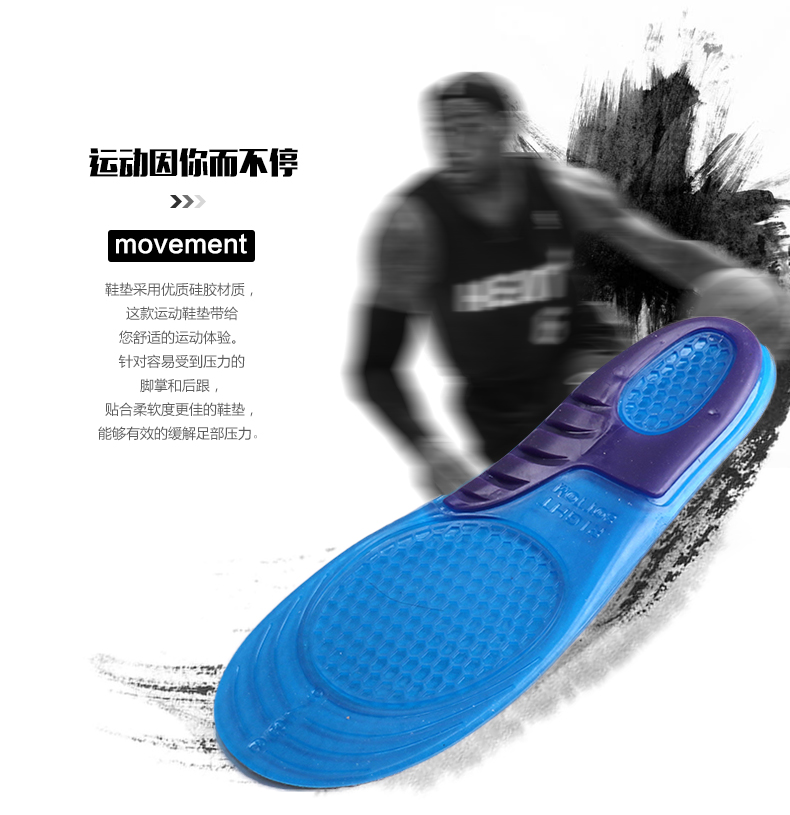 运动因你而不停
movement
鞋垫采用优质硅胶材质，
这款运动鞋垫带给
您舒适的运动体验。
针对容易受到压力的
脚掌和后跟，
贴合柔软度更佳的鞋垫，
能够有效的缓解足部压力。